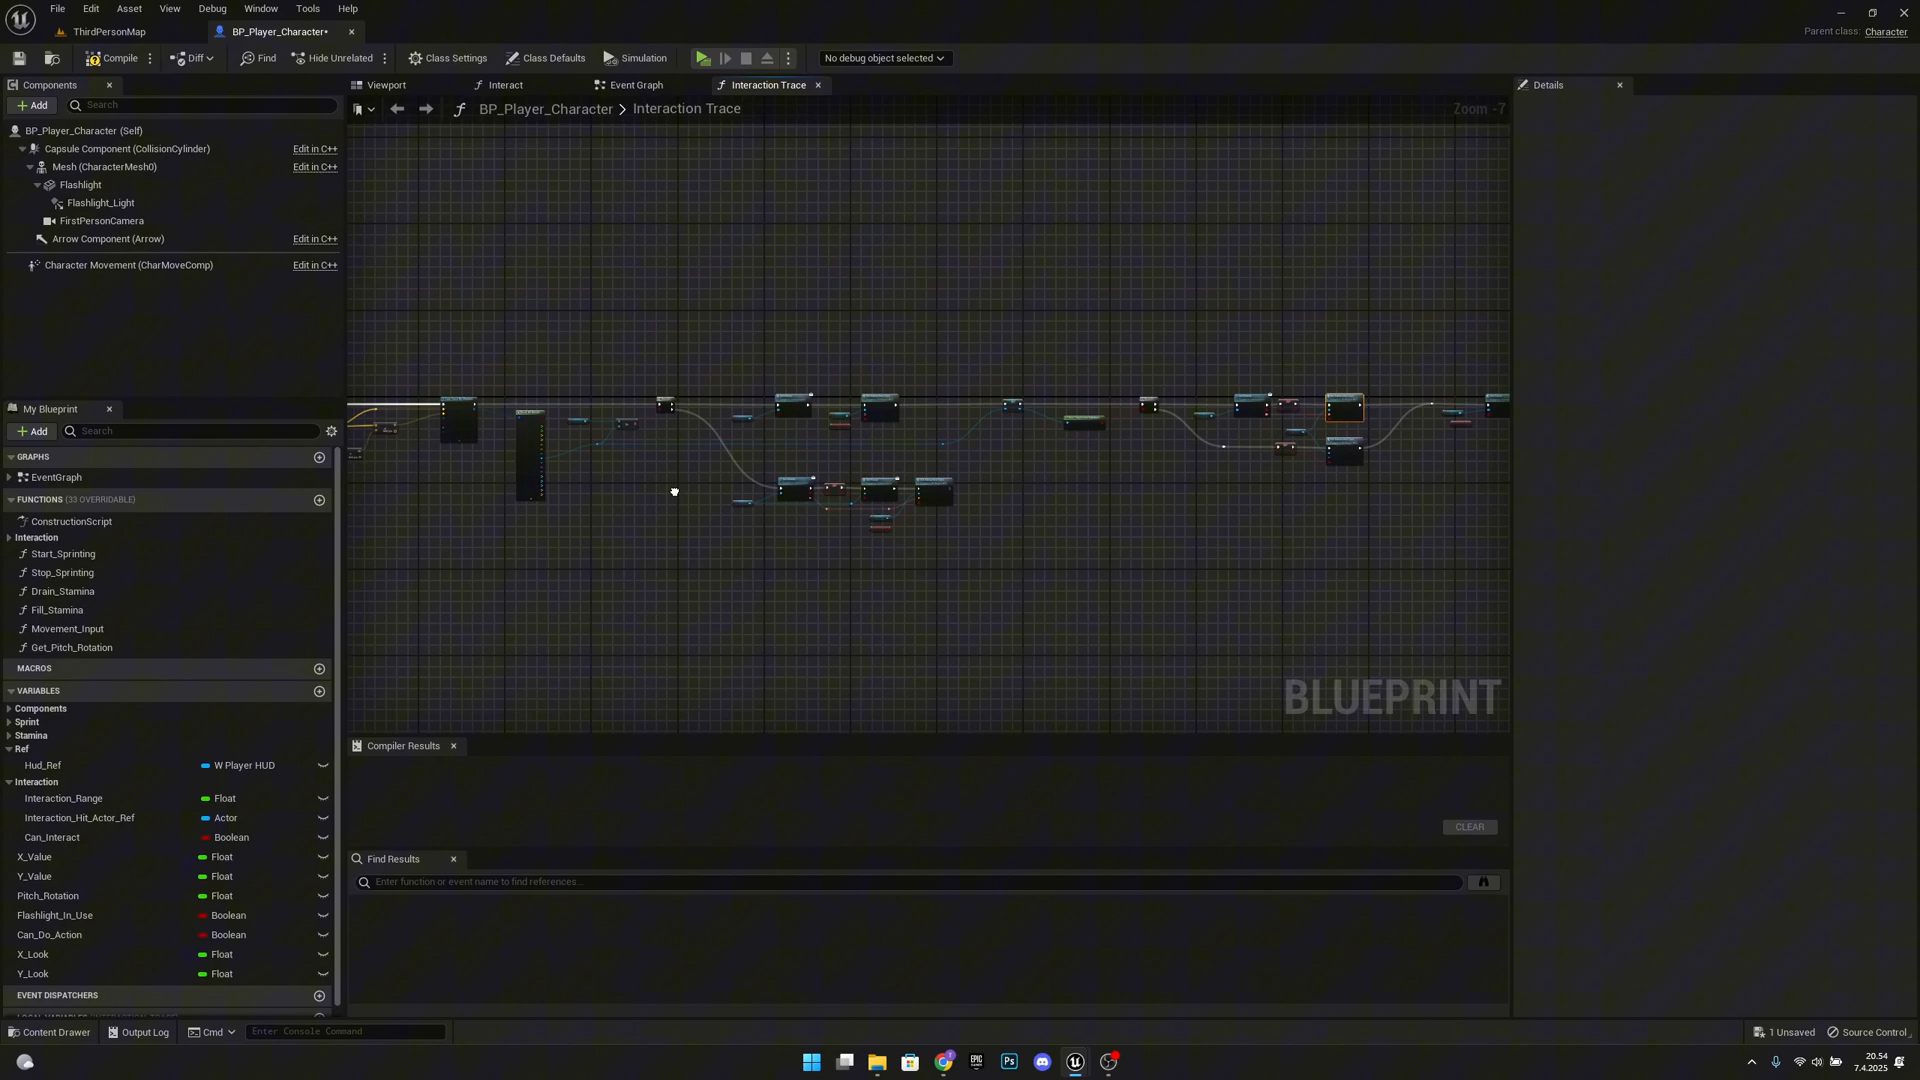 File Edit Asset View Debug Window Tools Help
ThirdPersonMap
BP_Player_Character•
Parent class: Character
Compile Diff Find Hide Unrelated Class Settings Class Defaults Simulation No debug object selected
Components
Viewport Interact Event Graph Interaction Trace
Details
Add Search
BP_Player_Character > Interaction Trace
Zoom -7
BP_Player_Character (Self)
Capsule Component (CollisionCylinder) Edit in C++
Mesh (CharacterMesh0) Edit in C++
Flashlight
Flashlight_Light
FirstPersonCamera
Arrow Component (Arrow) Edit in C++
Character Movement (CharMoveComp) Edit in C++
My Blueprint
Add Search
GRAPHS
EventGraph
FUNCTIONS (33 OVERRIDABLE)
ConstructionScript
Interaction
Start_Sprinting
Stop_Sprinting
Drain_Stamina
Fill_Stamina
Movement_Input
Get_Pitch_Rotation
MACROS
VARIABLES
Components
Sprint
Stamina
Ref
Hud_Ref W Player HUD
Interaction
Interaction_Range Float
Interaction_Hit_Actor_Ref Actor
Can_Interact Boolean
X_Value Float
Y_Value Float
Pitch_Rotation Float
Flashlight_In_Use Boolean
Can_Do_Action Boolean
X_Look Float
Y_Look Float
EVENT DISPATCHERS
BLUEPRINT
Compiler Results
CLEAR
Find Results
Enter function or event name to find references...
Content Drawer Output Log Cmd Enter Console Command
1 Unsaved Source Control
20.54
7.4.2025